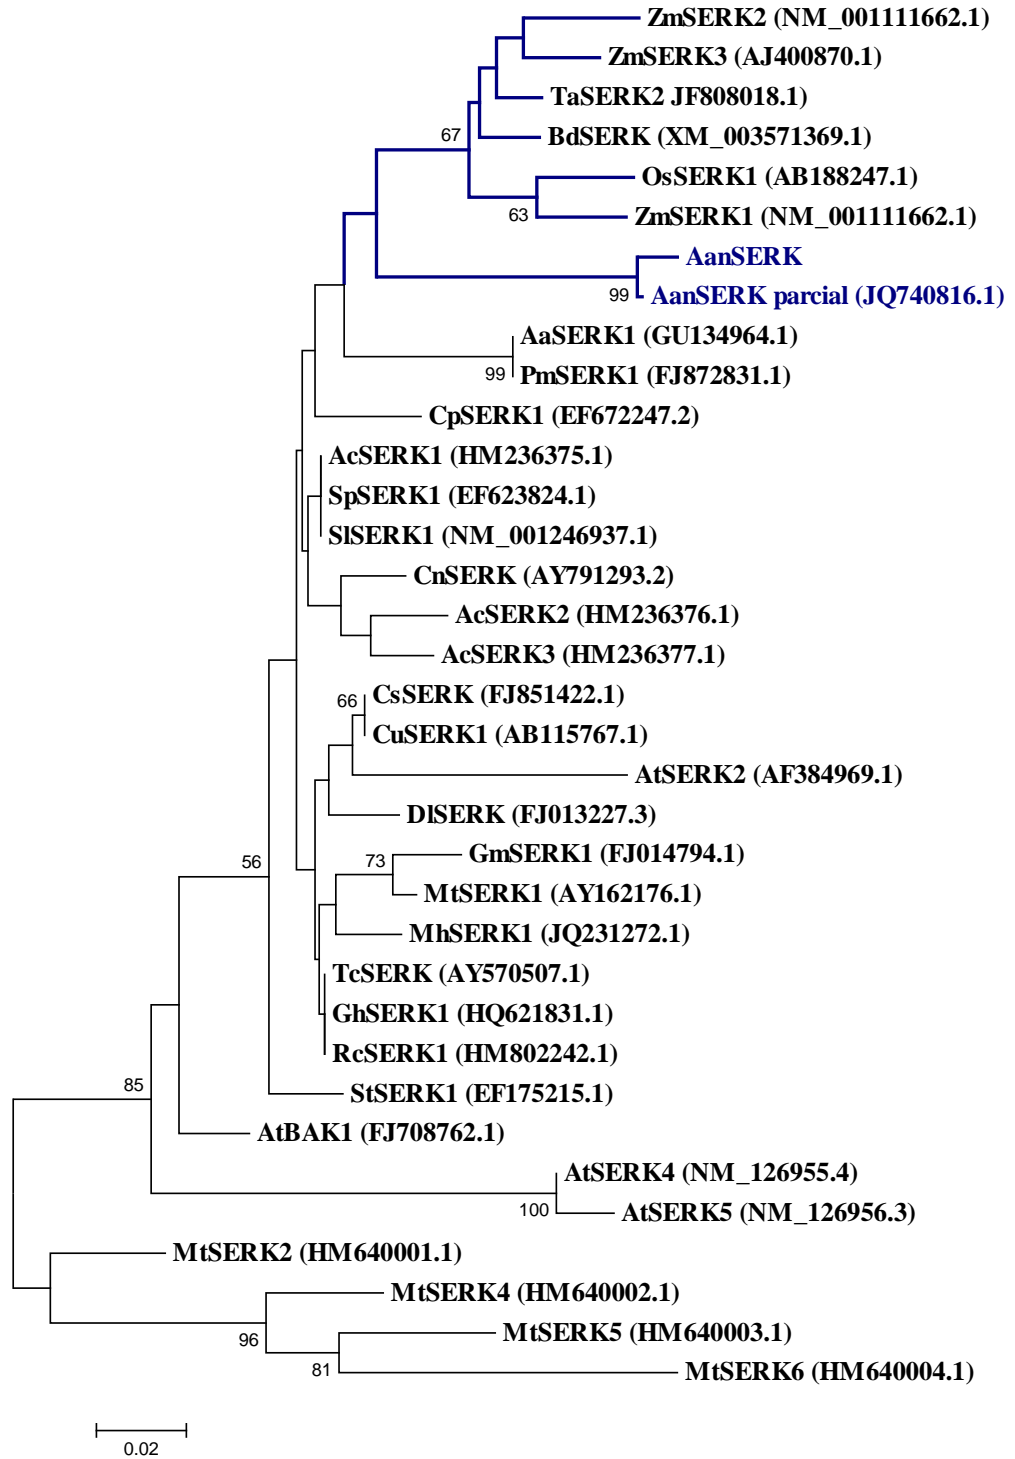 ZmSERK2 (NM_001111662.1)
ZmSERK3 (AJ400870.1)
TaSERK2 JF808018.1)
67
BdSERK (XM_003571369.1)
OsSERK1 (AB188247.1)
63
ZmSERK1 (NM_001111662.1)
AanSERK
99
AanSERK parcial (JQ740816.1)
AaSERK1 (GU134964.1)
99
PmSERK1 (FJ872831.1)
CpSERK1 (EF672247.2)
AcSERK1 (HM236375.1)
SpSERK1 (EF623824.1)
SlSERK1 (NM_001246937.1)
CnSERK (AY791293.2)
AcSERK2 (HM236376.1)
AcSERK3 (HM236377.1)
66
CsSERK (FJ851422.1)
CuSERK1 (AB115767.1)
AtSERK2 (AF384969.1)
DlSERK (FJ013227.3)
56
73
GmSERK1 (FJ014794.1)
MtSERK1 (AY162176.1)
MhSERK1 (JQ231272.1)
TcSERK (AY570507.1)
GhSERK1 (HQ621831.1)
RcSERK1 (HM802242.1)
85
StSERK1 (EF175215.1)
AtBAK1 (FJ708762.1)
AtSERK4 (NM_126955.4)
100
AtSERK5 (NM_126956.3)
MtSERK2 (HM640001.1)
MtSERK4 (HM640002.1)
96
MtSERK5 (HM640003.1)
81
MtSERK6 (HM640004.1)
0.02